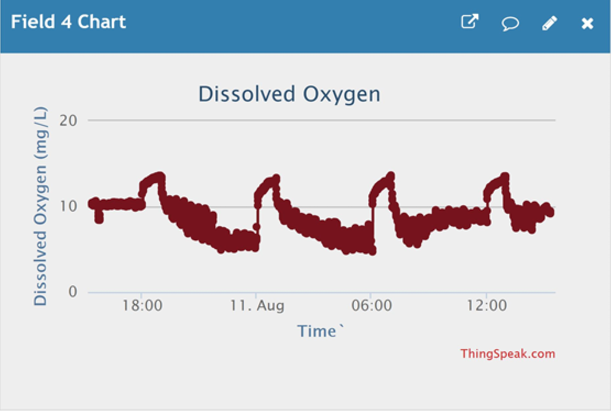 Field 4 Chart
Dissolved Oxygen
Dissolved Oxygen (mg/L)
20
10
0
18:00 11. Aug 06:00 12:00
Time`
ThingSpeak.com